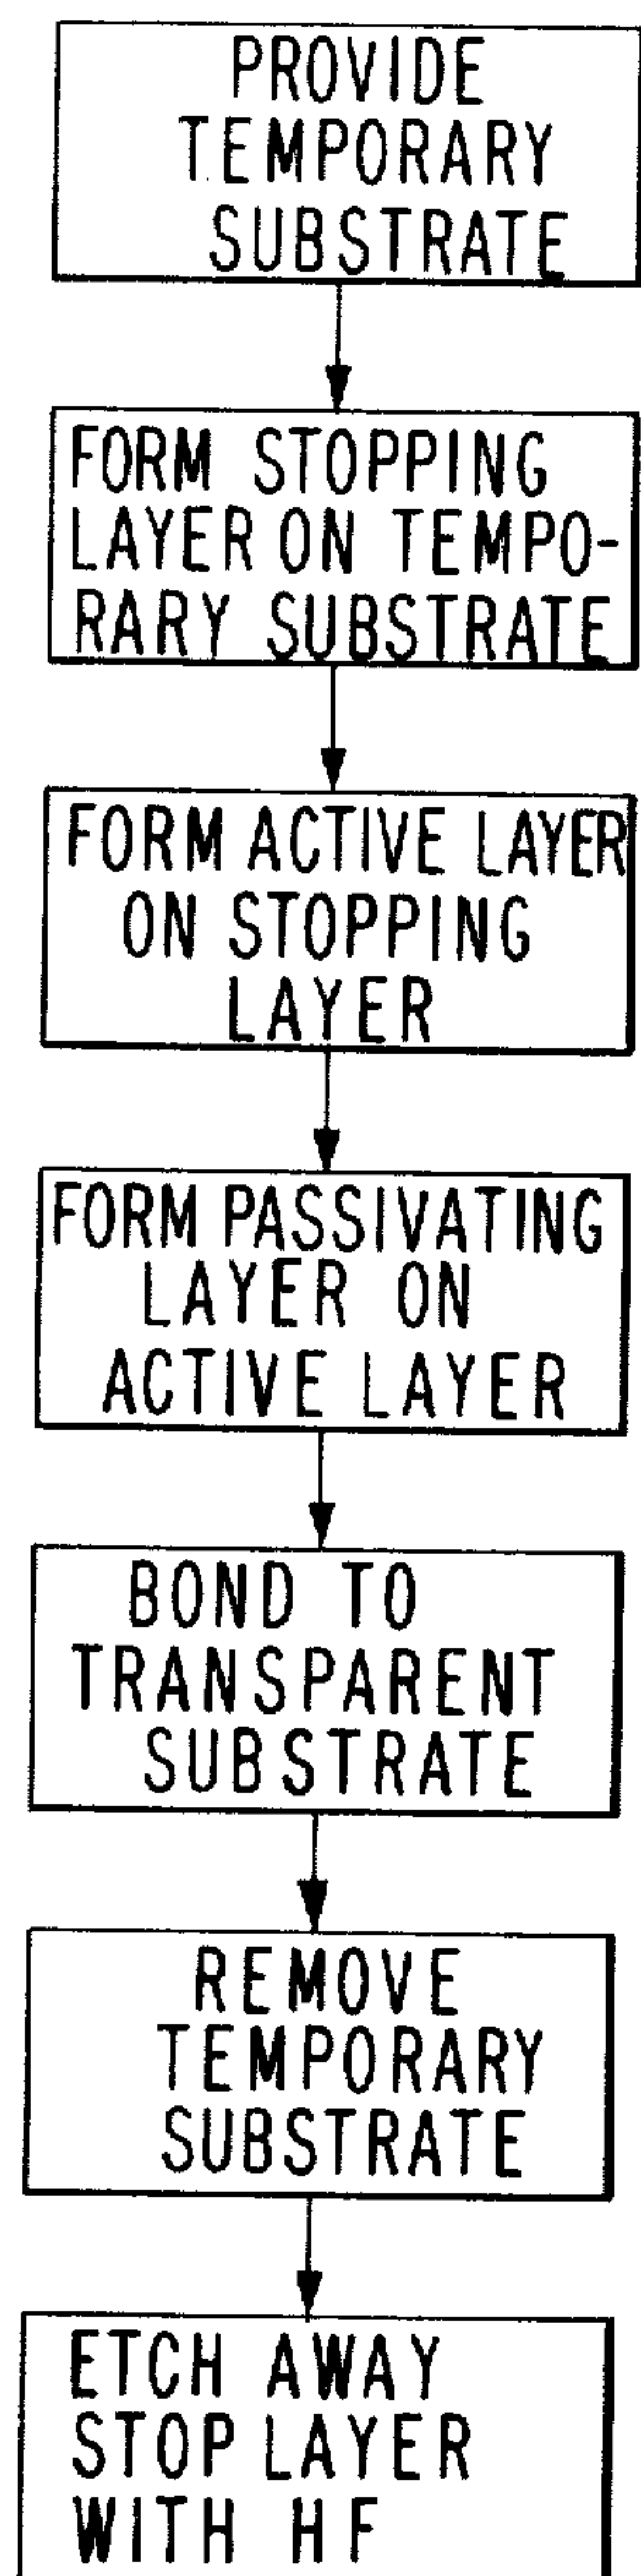 PROVIDE
TEMPORARY
SUBSTRATE
FORM STOPPING
LAYER ON TEMPO-
RARY SUBSTRATE
FORM ACTIVE LAYER
ON STOPPING
LAYER
FORM PASSIVATING
LAYER ON
ACTIVE LAYER
BOND TO
TRANSPARENT
SUBSTRATE
REMOVE
TEMPORARY
SUBSTRATE
ETCH AWAY
STOP LAYER
WITH HF